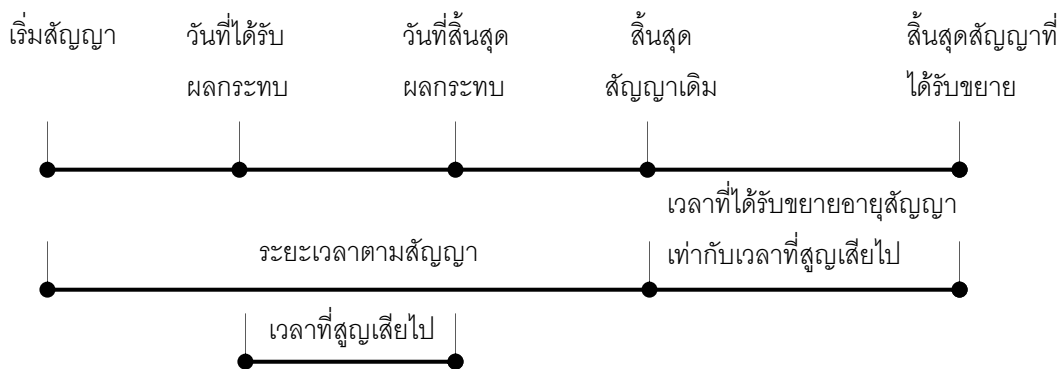 เริ่มสัญญา
วันที่ได้รับ
ผลกระทบ
วันที่สิ้นสุด
ผลกระทบ
สิ้นสุด
สัญญาเดิม
สิ้นสุดสัญญาที่
ได้รับขยาย
เวลาที่ได้รับขยายอายุสัญญา
เท่ากับเวลาที่สูญเสียไป
ระยะเวลาตามสัญญา
เวลาที่สูญเสียไป